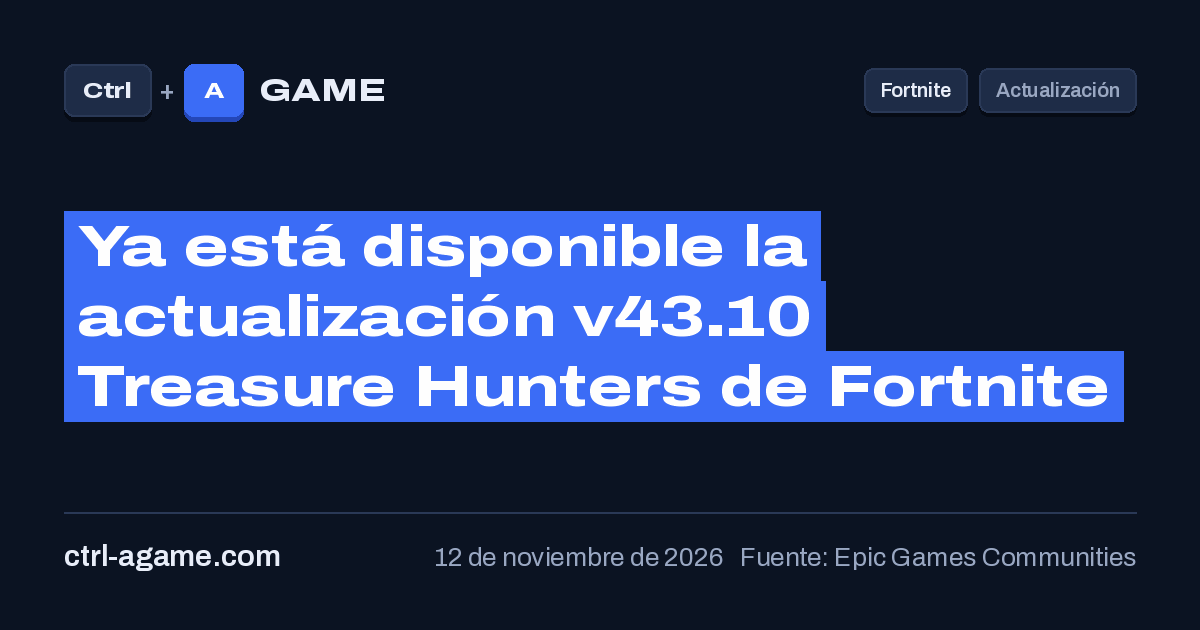 Ctrl + A GAME
Fortnite
Actualización
Ya está disponible la
actualización v43.10
Treasure Hunters de Fortnite
ctrl-agame.com
12 de noviembre de 2026 Fuente: Epic Games Communities